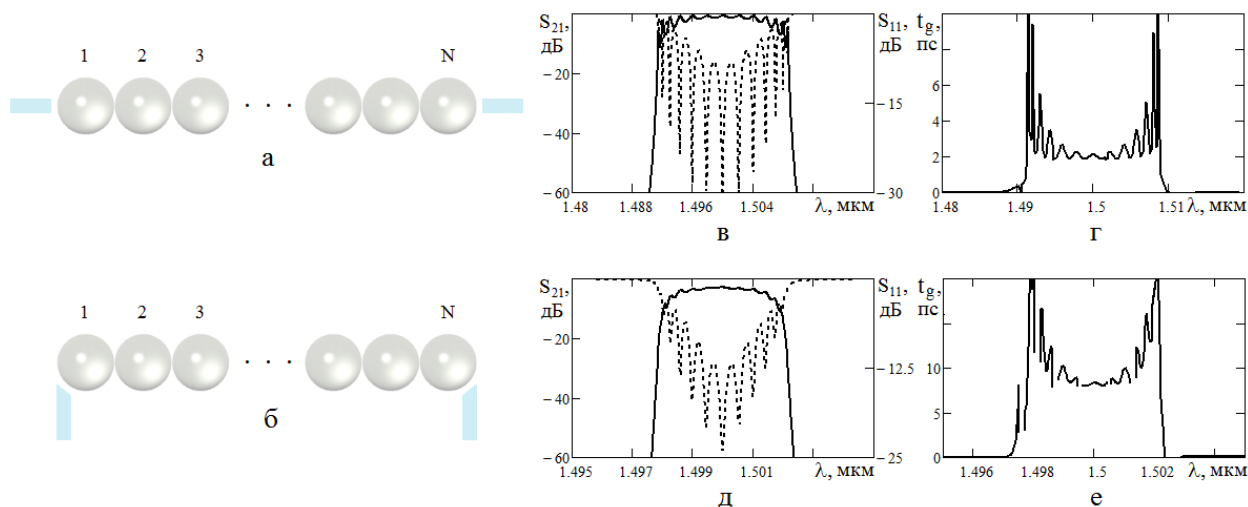 1 2 3 · · · N
а
S21, дБ
−20
−40
−60
1.48 1.488 1.496 1.504 λ, мкм
S11, дБ
−15
−30
в
tg, пс
8
6
4
2
0
1.48 1.49 1.5 1.51 λ, мкм
г
1 2 3 · · · N
б
S21, дБ
−20
−40
−60
1.495 1.497 1.499 1.501 λ, мкм
S11, дБ
−12.5
−25
д
tg, пс
15
10
5
0
1.496 1.498 1.5 1.502 λ, мкм
е